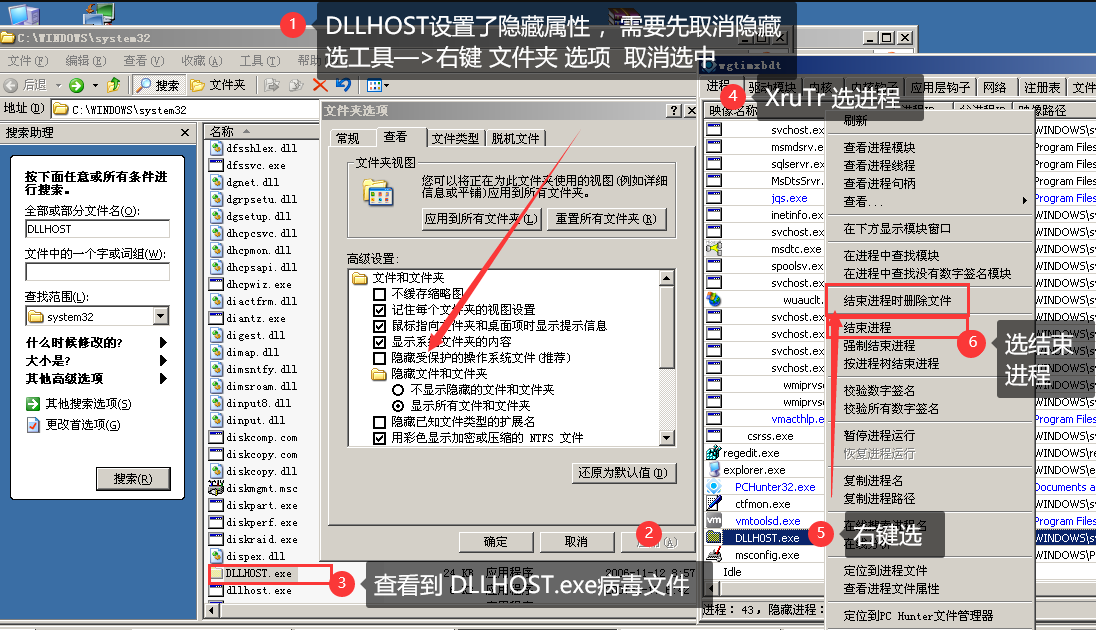 C:\WINDOWS\system32
文件(F) 编辑(E) 查看(V) 收藏(A) 工具(T) 帮助
后退 搜索 文件夹
地址(D) C:\WINDOWS\system32
搜索助理
按下面任意或所有条件进
行搜索。
全部或部分文件名(O):
DLLHOST
文件中的一个字或词组(W):
查找范围(L):
system32
什么时候修改的?
大小是?
其他高级选项
其他搜索选项(S)
更改首选项(G)
搜索(R)
名称
dfsshlex.dll
dfssvc.exe
dgnet.dll
dgrpsetu.dll
dgsetup.dll
dhcpcsvc.dll
dhcpmon.dll
dhcpsapi.dll
dhcpwiz.exe
diactfrm.dll
diantz.exe
digest.dll
dimap.dll
dimsntfy.dll
dimsroam.dll
dinput8.dll
dinput.dll
diskcomp.com
diskcopy.com
diskcopy.dll
diskmgmt.msc
diskpart.exe
diskperf.exe
diskraid.exe
dispex.dll
DLLHOST.exe
dllhost.exe
24 KB 应用程序 2006-11-12 8:57
1
DLLHOST设置了隐藏属性，需要先取消隐藏
选工具—>右键 文件夹 选项 取消选中
文件夹选项
常规 查看 文件类型 脱机文件
文件夹视图
您可以将正在为此文件夹使用的视图(例如详细
信息或平铺)应用到所有文件夹。
应用到所有文件夹(L) 重置所有文件夹(R)
高级设置:
文件和文件夹
不缓存缩略图
记住每个文件夹的视图设置
鼠标指向文件夹和桌面项时显示提示信息
显示系统文件夹的内容
隐藏受保护的操作系统文件(推荐)
隐藏文件和文件夹
不显示隐藏的文件和文件夹
显示所有文件和文件夹
隐藏已知文件类型的扩展名
用彩色显示加密或压缩的 NTFS 文件
还原为默认值(D)
确定 取消 (A)
2
3
查看到 DLLHOST.exe病毒文件
wgtimxbdt
进程 驱动模块 内核 应用层钩子 网络 注册表 文件
4
XruTr 选进程
映像名称 映像路径
svchost.ex
msmdsrv.e
sqlservr.ex
MsDtsSrvr.
jqs.exe
inetinfo.ex
svchost.ex
msdtc.exe
spoolsv.ex
svchost.ex
wuauclt.
svchost.ex
svchost.ex
svchost.ex
svchost.ex
wmiprvs
wmiprvs
vmacthlp.e
csrss.exe
regedit.exe
explorer.exe
PCHunter32.exe
ctfmon.exe
vmtoolsd.exe
DLLHOST.exe
msconfig.exe
Idle
进程: 43, 隐藏进程:
刷新
查看进程模块
查看进程线程
查看进程句柄
查看...
在下方显示模块窗口
在进程中查找模块
在进程中查找没有数字签名模块
结束进程时删除文件
结束进程
强制结束进程
按进程树结束进程
校验数字签名
校验所有数字签名
暂停进程运行
恢复进程运行
复制进程名
复制进程路径
定位到进程文件
查看进程文件属性
定位到PC Hunter文件管理器
5
右键选
6
选结束
进程
WINDOWS\sy
Program Files
Program Files
Program Files
Program Files